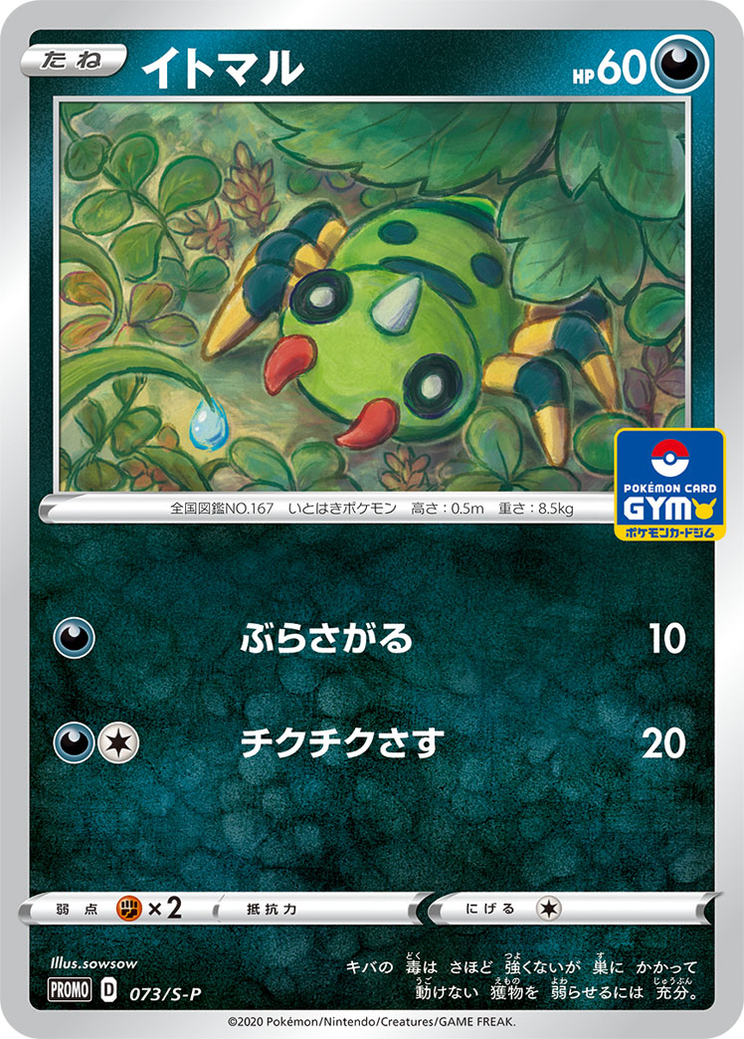 たね イトマル HP60
POKÉMON CARD
GYM
ポケモンカードジム
全国図鑑NO.167 いとはきポケモン 高さ:0.5m 重さ:8.5kg
ぶらさがる 10
チクチクさす 20
弱点 ×2 抵抗力 にげる
Illus.sowsow
キバの 毒は さほど 強くないが 巣に かかって
動けない 獲物を 弱らせるには 充分。
PROMO D 073/S-P
©2020 Pokémon/Nintendo/Creatures/GAME FREAK.